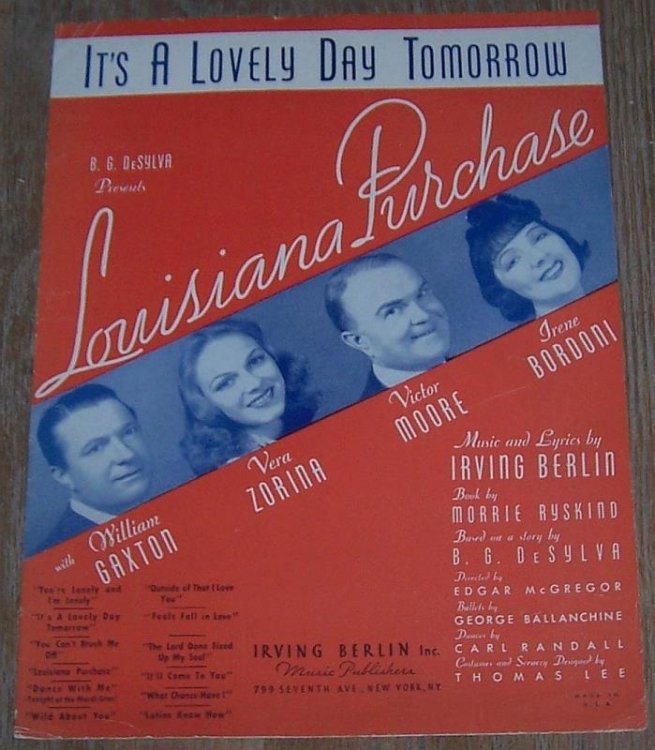 IT'S A LOVELY DAY TOMORROW
B. G. DESYLVA
Presents
Louisiana Purchase
with William
GAXTON
Vera
ZORINA
Victor
MOORE
Irene
BORDONI
Music and Lyrics by
IRVING BERLIN
Book by
MORRIE RYSKIND
Based on a story by
B. G. DESYLVA
Directed by
EDGAR MCGREGOR
Ballets by
GEORGE BALLANCHINE
Dances by
CARL RANDALL
Costumes and Scenery Designed by
THOMAS LEE
"You're Lonely and
I'm Lonely"
"It's A Lovely Day
Tomorrow"
"You Can't Brush Me
Off"
"Louisiana Purchase"
"Dance With Me"
"Wild About You"
"Outside of That I Love
You"
"Fools Fall in Love"
"The Lord Done Fixed
Up My Soul"
"It'll Come To You"
"What Chance Have I"
"Latins Know How"
IRVING BERLIN Inc.
Music Publishers
799 SEVENTH AVE., NEW YORK, NY.
MADE IN
U.S.A.